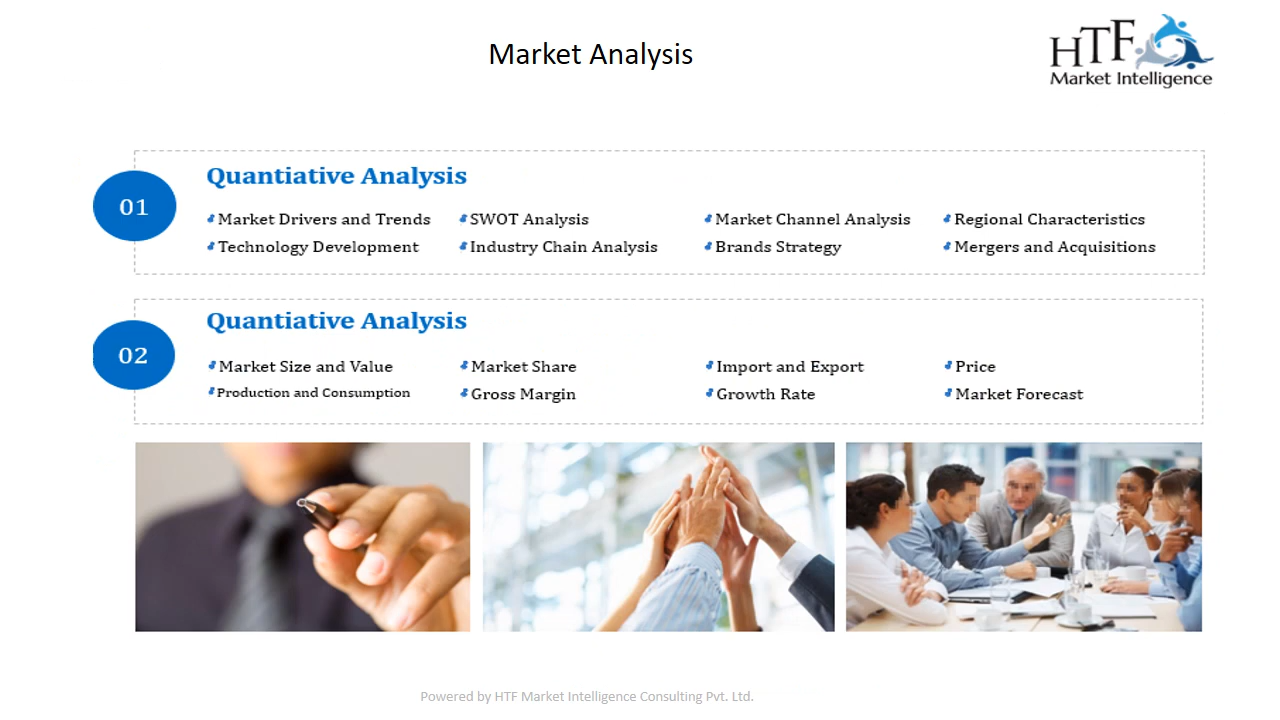 Market Analysis
HTF
Market Intelligence
01
Quantiative Analysis
Market Drivers and Trends
SWOT Analysis
Market Channel Analysis
Regional Characteristics
Technology Development
Industry Chain Analysis
Brands Strategy
Mergers and Acquisitions
02
Quantiative Analysis
Market Size and Value
Market Share
Import and Export
Price
Production and Consumption
Gross Margin
Growth Rate
Market Forecast
Powered by HTF Market Intelligence Consulting Pvt. Ltd.